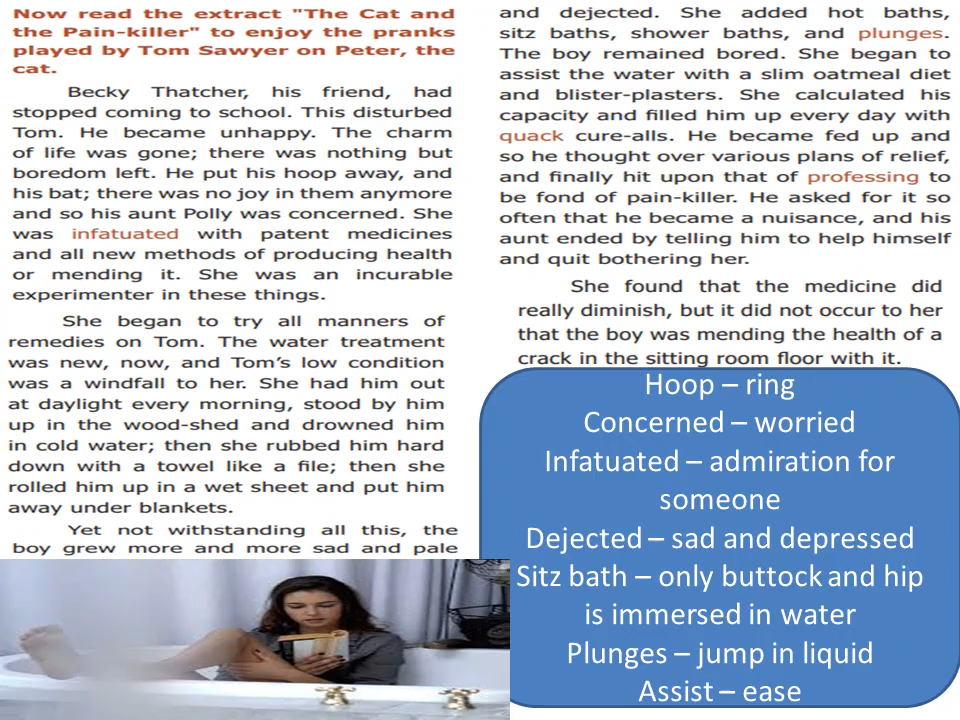 Now read the extract "The Cat and
the Pain-killer" to enjoy the pranks
played by Tom Sawyer on Peter, the
cat.
Becky Thatcher, his friend, had
stopped coming to school. This disturbed
Tom. He became unhappy. The charm
of life was gone; there was nothing but
boredom left. He put his hoop away, and
his bat; there was no joy in them anymore
and so his aunt Polly was concerned. She
was infatuated with patent medicines
and all new methods of producing health
or mending it. She was an incurable
experimenter in these things.
She began to try all manners of
remedies on Tom. The water treatment
was new, now, and Tom's low condition
was a windfall to her. She had him out
at daylight every morning, stood by him
up in the wood-shed and drowned him
in cold water; then she rubbed him hard
down with a towel like a file; then she
rolled him up in a wet sheet and put him
away under blankets.
Yet not withstanding all this, the
boy grew more and more sad and pale
and dejected. She added hot baths,
sitz baths, shower baths, and plunges.
The boy remained bored. She began to
assist the water with a slim oatmeal diet
and blister-plasters. She calculated his
capacity and filled him up every day with
quack cure-alls. He became fed up and
so he thought over various plans of relief,
and finally hit upon that of professing to
be fond of pain-killer. He asked for it so
often that he became a nuisance, and his
aunt ended by telling him to help himself
and quit bothering her.
She found that the medicine did
really diminish, but it did not occur to her
that the boy was mending the health of a
crack in the sitting room floor with it.
Hoop – ring
Concerned – worried
Infatuated – admiration for
someone
Dejected – sad and depressed
Sitz bath – only buttock and hip
is immersed in water
Plunges – jump in liquid
Assist – ease